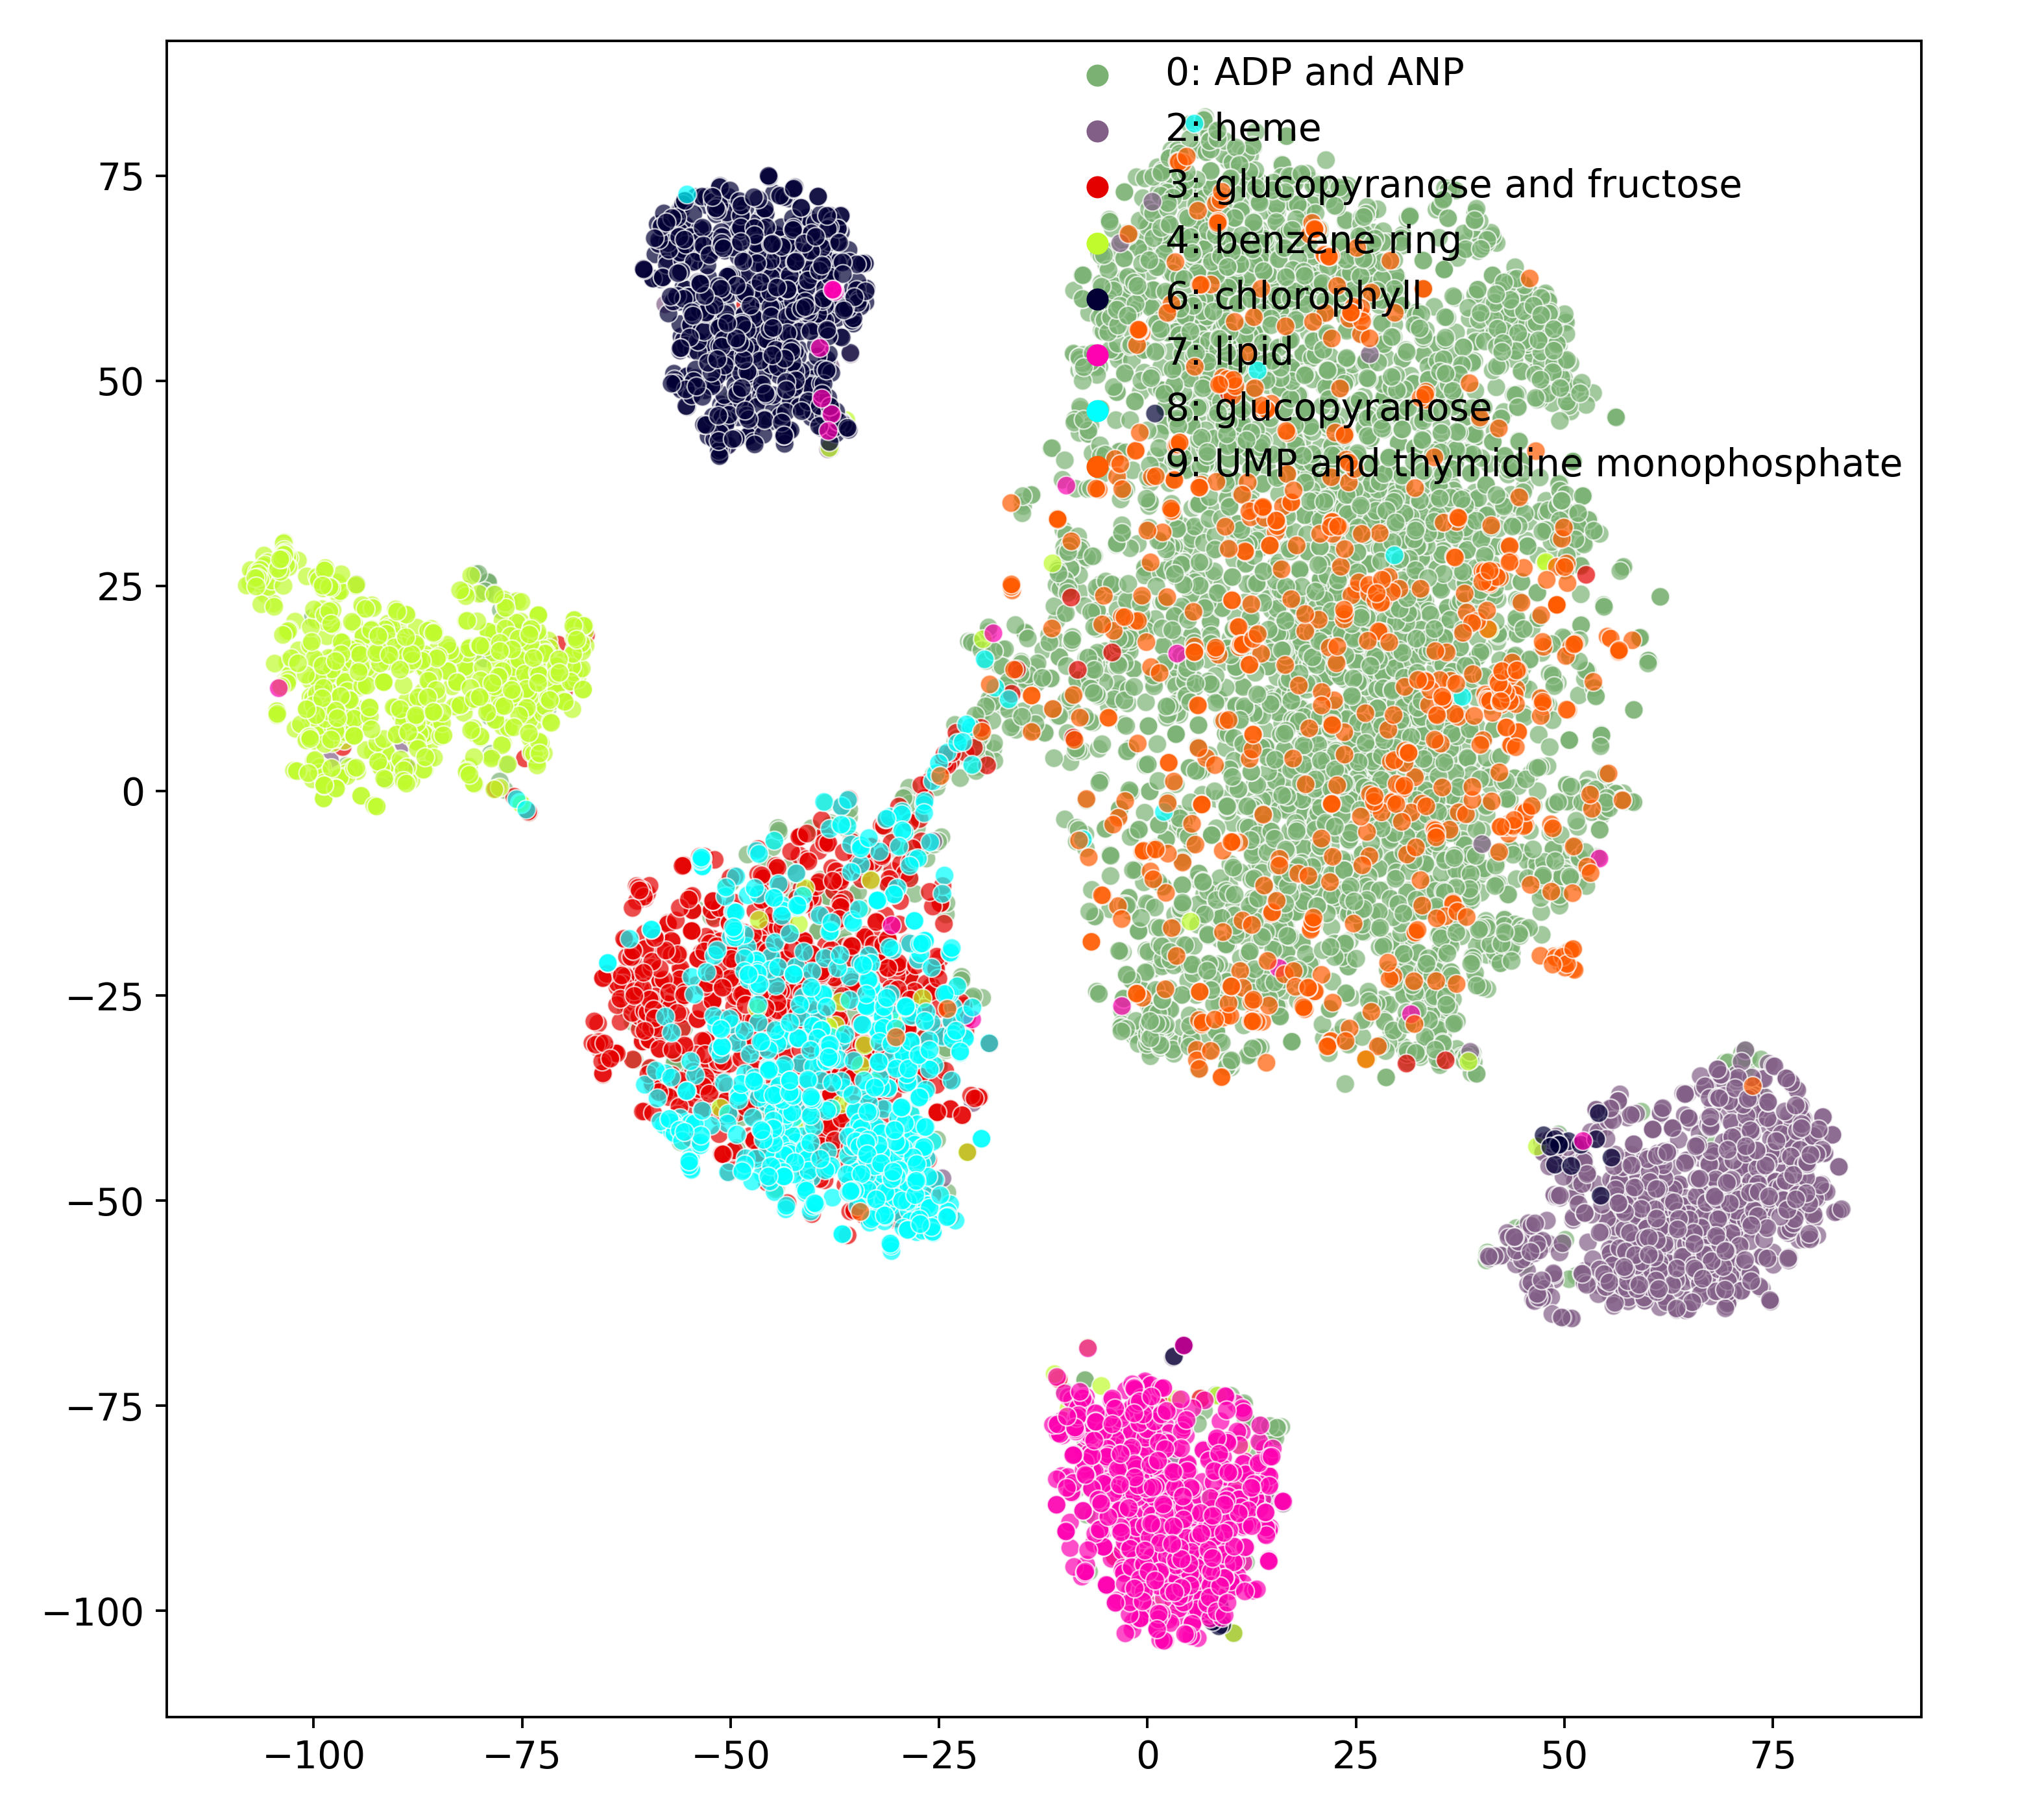 0: ADP and ANP
2: heme
3: glucopyranose and fructose
4: benzene ring
6: chlorophyll
7: lipid
8: glucopyranose
9: UMP and thymidine monophosphate
75
50
25
0
−25
−50
−75
−100
−100 −75 −50 −25 0 25 50 75